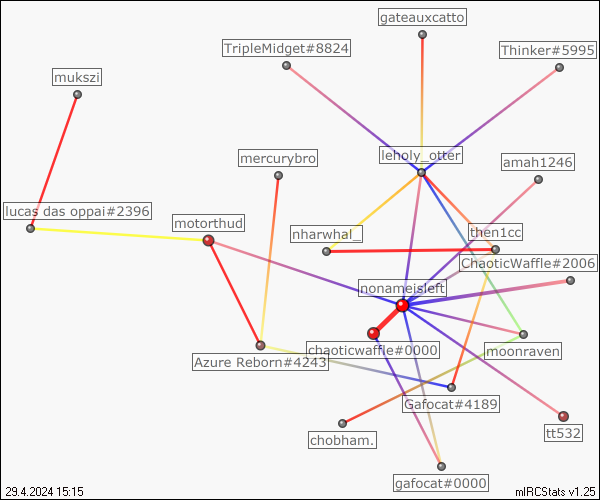 gateauxcatto
TripleMidget#8824
Thinker#5995
mukszi
mercurybro
leholy_otter
amah1246
lucas das oppai#2396
motorthud
nharwhal_
then1cc
ChaoticWaffle#2006
nonameisleft
chaoticwaffle#0000
moonraven
Azure Reborn#4243
Gafocat#4189
chobham.
tt532
gafocat#0000
29.4.2024 15:15
mIRCStats v1.25